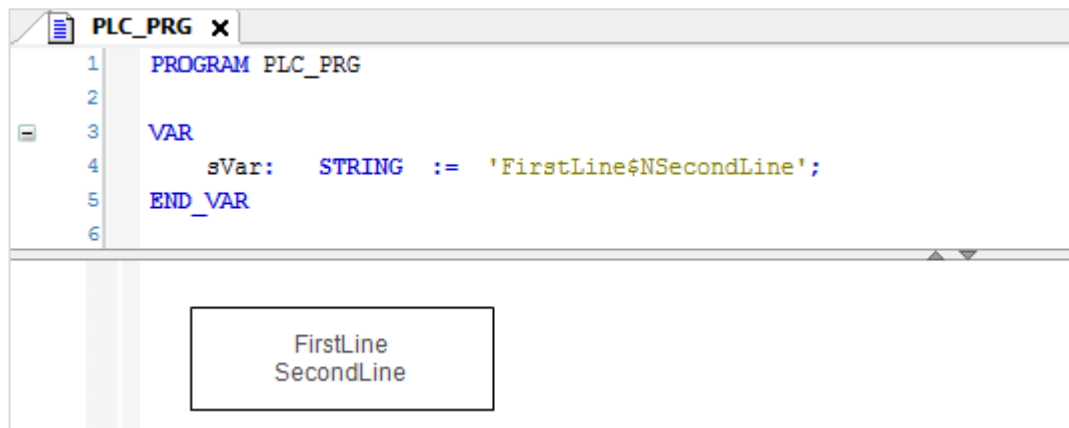 PLC_PRG
1 PROGRAM PLC_PRG
2
3 VAR
4 sVar: STRING := 'FirstLine$NSecondLine';
5 END_VAR
6
FirstLine
SecondLine